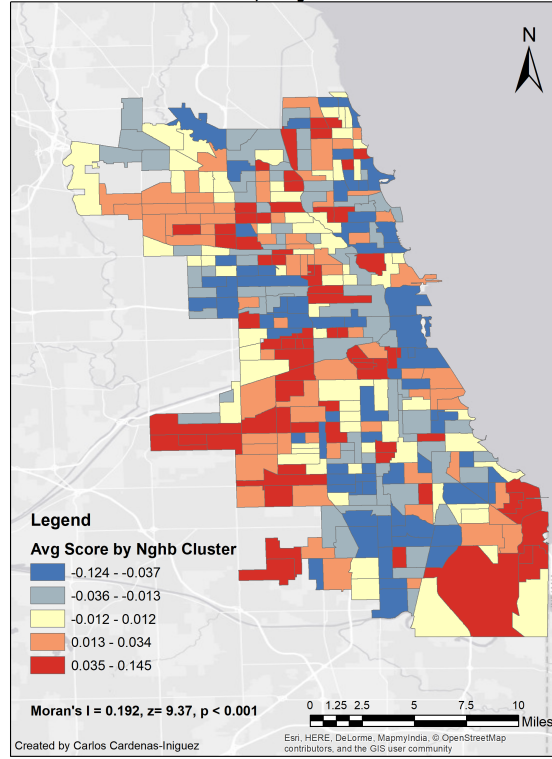 N
Legend
Avg Score by Nghb Cluster
-0.124 - -0.037
-0.036 - -0.013
-0.012 - 0.012
0.013 - 0.034
0.035 - 0.145
Moran's I = 0.192, z= 9.37, p < 0.001
0 1.25 2.5 5 7.5 10
Miles
Created by Carlos Cardenas-Iniguez
Esri, HERE, DeLorme, MapmyIndia, © OpenStreetMap
contributors, and the GIS user community